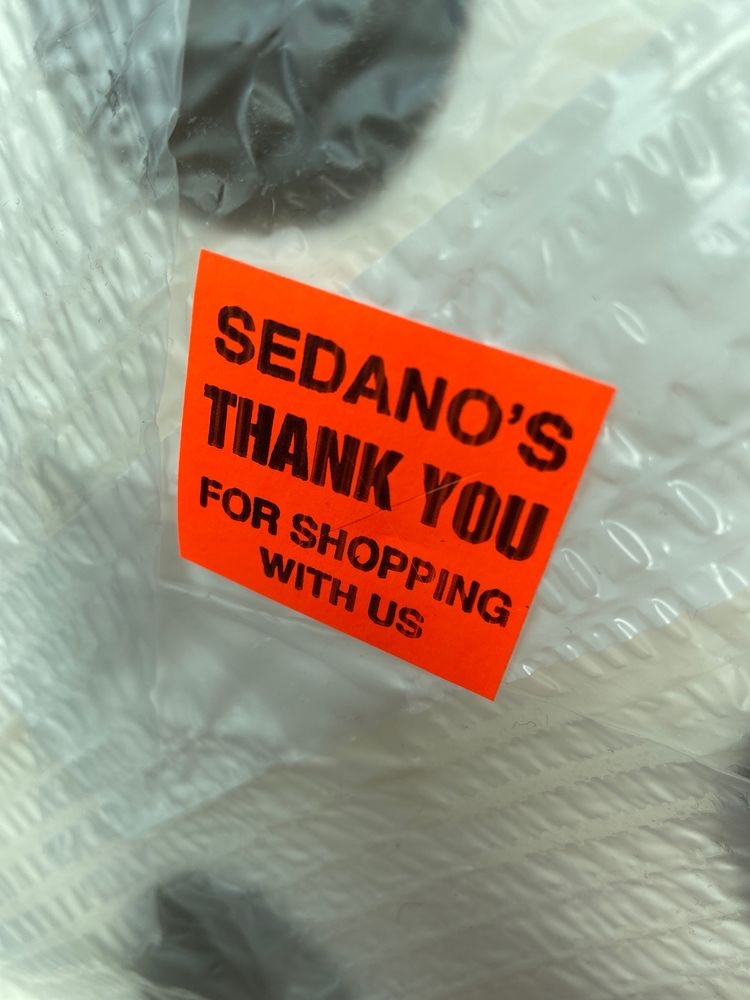 SEDANO'S
THANK YOU
FOR SHOPPING
WITH US